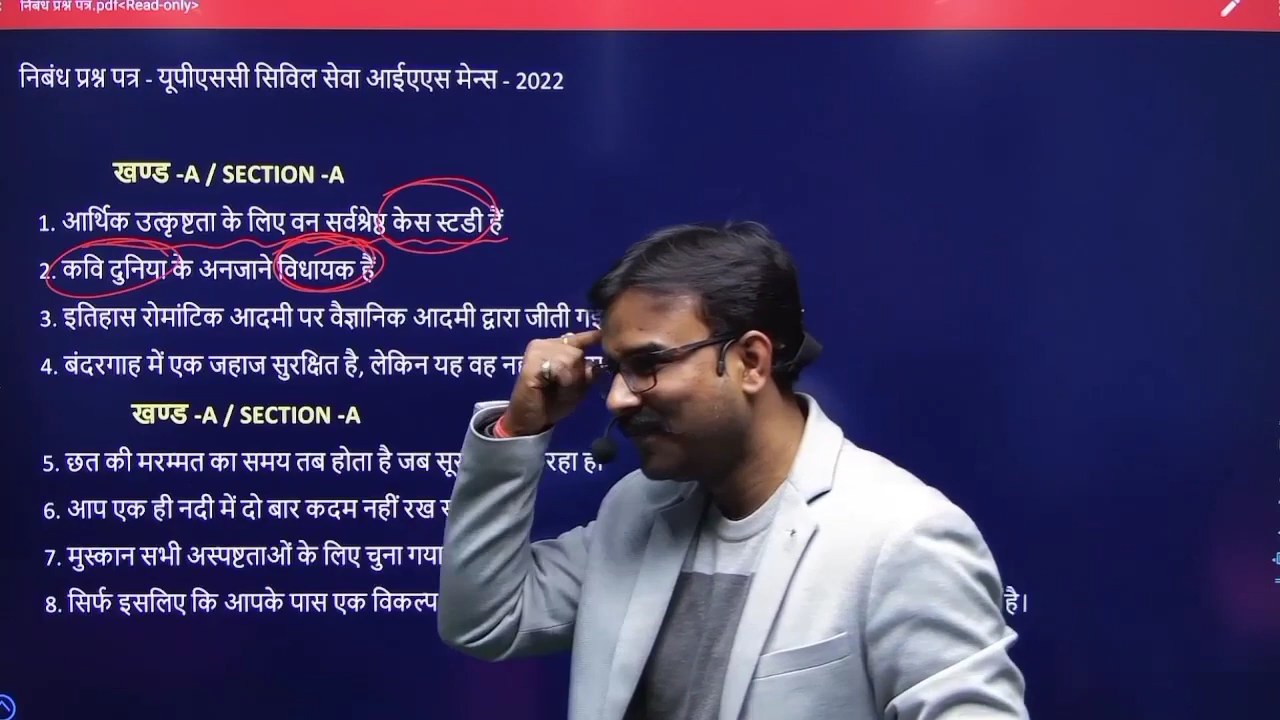 निबंध प्रश्न पत्र.pdf<Read-only>
निबंध प्रश्न पत्र - यूपीएससी सिविल सेवा आईएएस मेन्स - 2022
खण्ड -A / SECTION -A
1. आर्थिक उत्कृष्टता के लिए वन सर्वश्रेष्ठ केस स्टडी हैं
2. कवि दुनिया के अनजाने विधायक हैं
3. इतिहास रोमांटिक आदमी पर वैज्ञानिक आदमी द्वारा जीती
4. बंदरगाह में एक जहाज सुरक्षित है, लेकिन यह वह
खण्ड -A / SECTION -A
5. छत की मरम्मत का समय तब होता है जब रहा
6. आप एक ही नदी में दो बार कदम नहीं रख
7. मुस्कान सभी अस्पष्टताओं के लिए चुना गया
8. सिर्फ इसलिए कि आपके पास एक है।